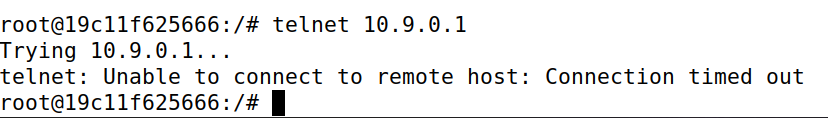 root@19c11f625666:/# telnet 10.9.0.1
Trying 10.9.0.1...
telnet: Unable to connect to remote host: Connection timed out
root@19c11f625666:/#